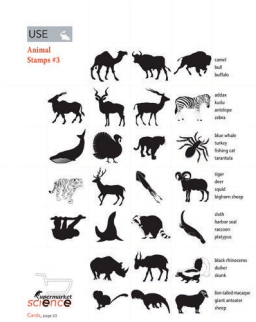 USE
Animal
Stamps #3
camel
bull
buffalo
addax
kudu
antelope
zebra
blue whale
turkey
fishing cat
tarantula
tiger
deer
squid
bighorn sheep
sloth
harbor seal
raccoon
platypus
black rhinoceros
duiker
skunk
lion-tailed macaque
giant anteater
sheep
Supermarket
science
Cards, page 23